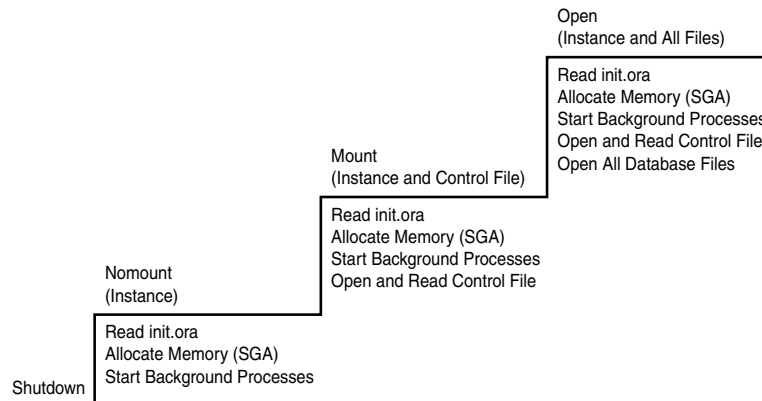 Open
(Instance and All Files)
Read init.ora
Allocate Memory (SGA)
Start Background Processes
Open and Read Control File
Open All Database Files
Mount
(Instance and Control File)
Read init.ora
Allocate Memory (SGA)
Start Background Processes
Open and Read Control File
Nomount
(Instance)
Read init.ora
Allocate Memory (SGA)
Start Background Processes
Shutdown